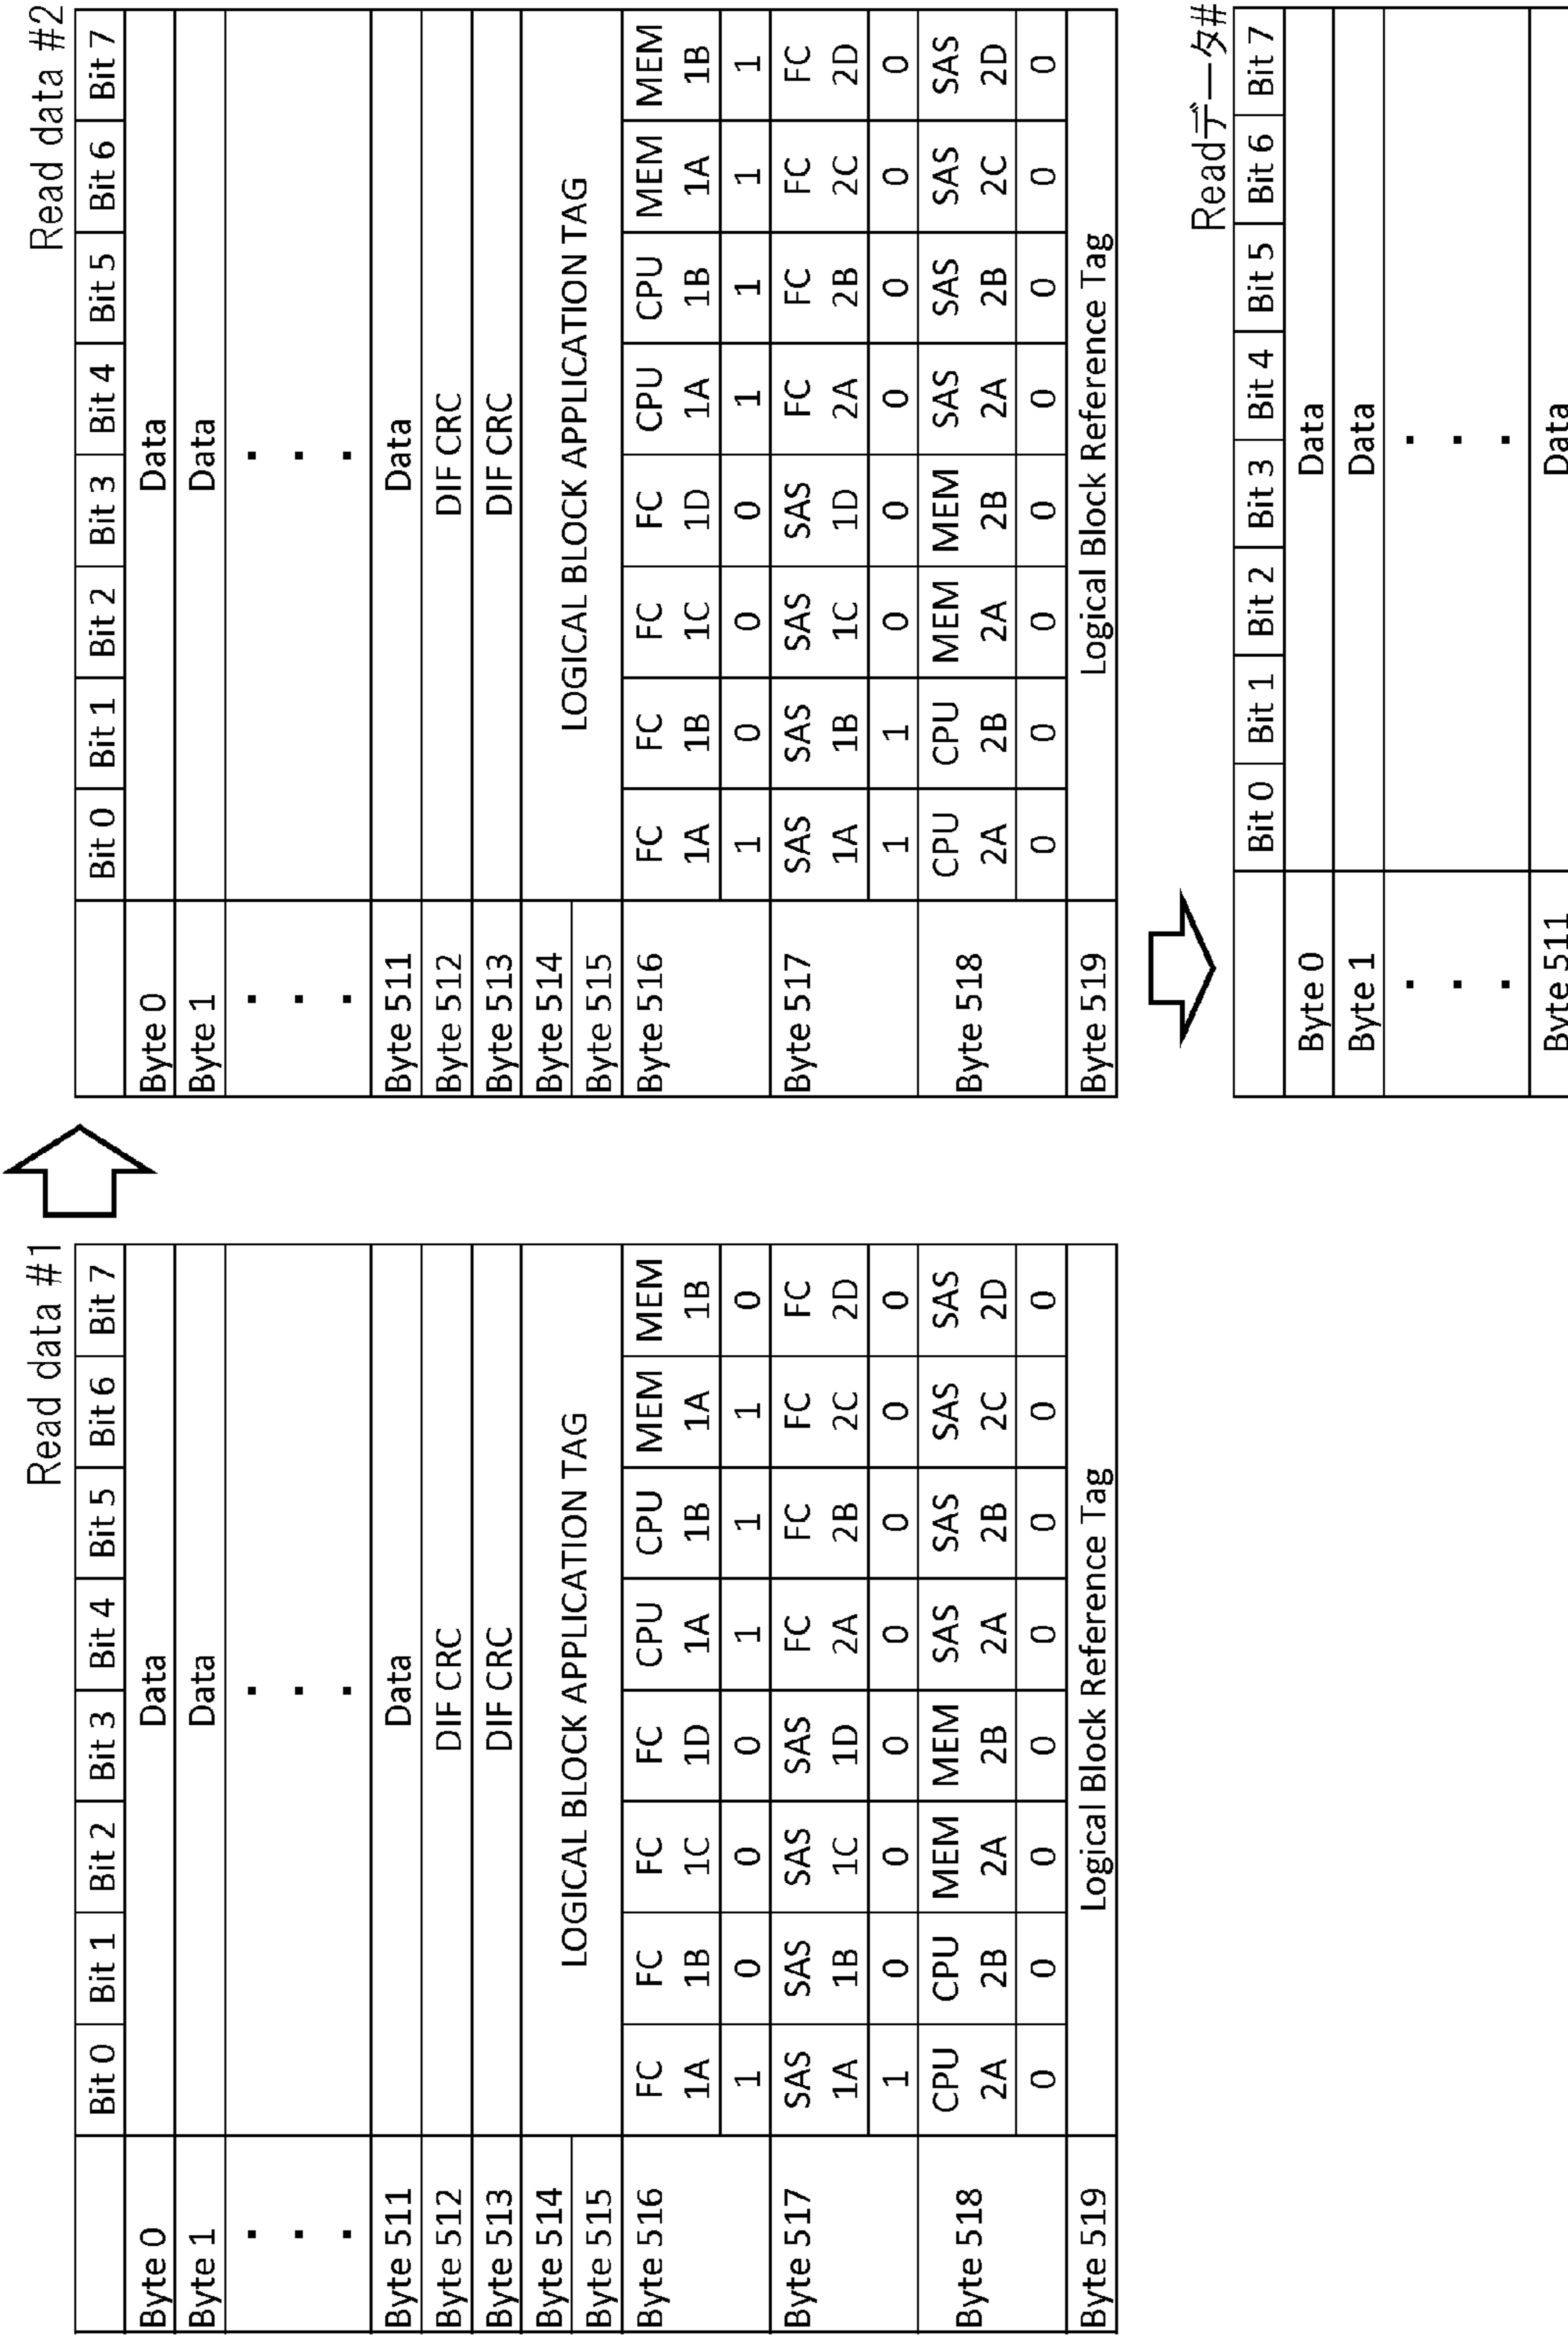 Read data #1
Bit 0 Bit 1 Bit 2 Bit 3 Bit 4 Bit 5 Bit 6 Bit 7
Byte 0 Data
Byte 1 Data
. . .
Byte 511 Data
Byte 512 DIF CRC
Byte 513 DIF CRC
Byte 514
LOGICAL BLOCK APPLICATION TAG
Byte 515
Byte 516 FC FC FC FC CPU CPU MEM MEM
1A 1B 1C 1D 1A 1B 1A 1B
1 0 0 0 1 1 1 0
Byte 517 SAS SAS SAS SAS FC FC FC FC
1A 1B 1C 1D 2A 2B 2C 2D
1 0 0 0 0 0 0 0
Byte 518 CPU CPU MEM MEM SAS SAS SAS SAS
2A 2B 2A 2B 2A 2B 2C 2D
0 0 0 0 0 0 0 0
Byte 519 Logical Block Reference Tag
Read data #2
Bit 0 Bit 1 Bit 2 Bit 3 Bit 4 Bit 5 Bit 6 Bit 7
Byte 0 Data
Byte 1 Data
. . .
Byte 511 Data
Byte 512 DIF CRC
Byte 513 DIF CRC
Byte 514
LOGICAL BLOCK APPLICATION TAG
Byte 515
Byte 516 FC FC FC FC CPU CPU MEM MEM
1A 1B 1C 1D 1A 1B 1A 1B
1 0 0 0 1 1 1 1
Byte 517 SAS SAS SAS SAS FC FC FC FC
1A 1B 1C 1D 2A 2B 2C 2D
1 1 0 0 0 0 0 0
Byte 518 CPU CPU MEM MEM SAS SAS SAS SAS
2A 2B 2A 2B 2A 2B 2C 2D
0 0 0 0 0 0 0 0
Byte 519 Logical Block Reference Tag
Readデータ#
Bit 0 Bit 1 Bit 2 Bit 3 Bit 4 Bit 5 Bit 6 Bit 7
Byte 0 Data
Byte 1 Data
. . .
Byte 511 Data